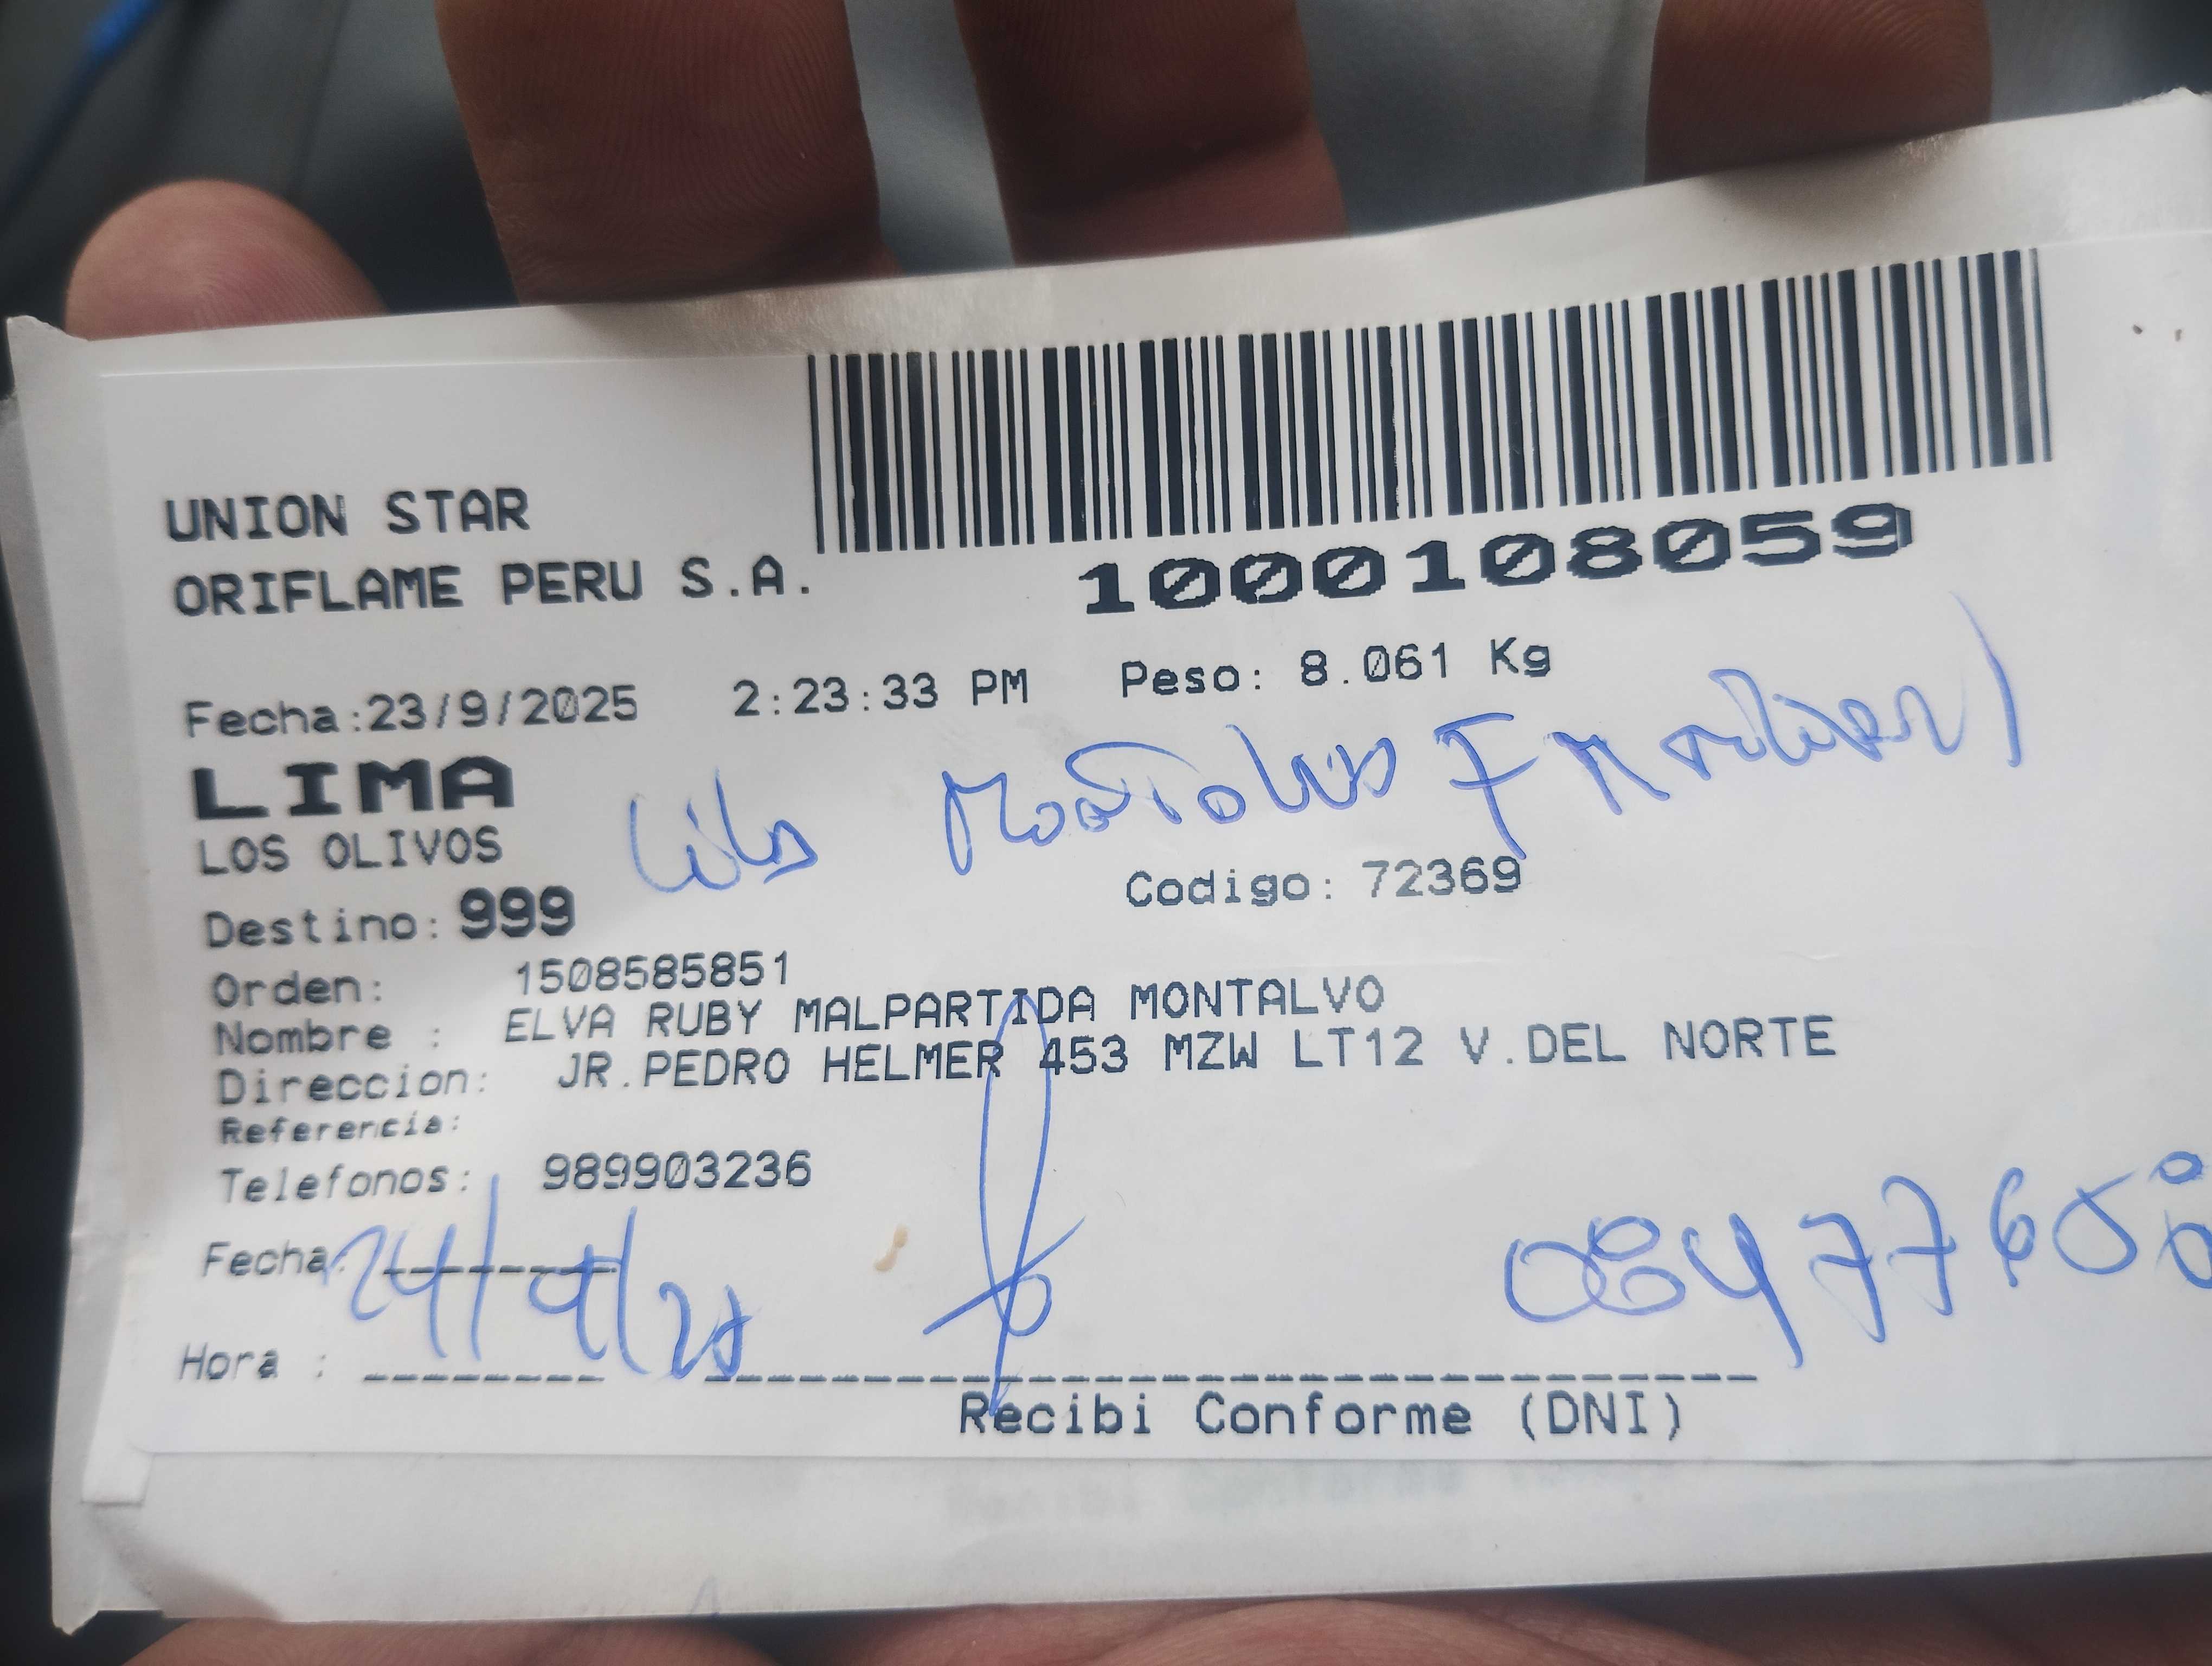 UNION STAR
ORIFLAME PERU S.A.
1000108059
Fecha:23/9/2025 2:23:33 PM Peso: 8.061 Kg
LIMA
LOS OLIVOS
Destino: 999 Codigo: 72369
Orden: 1508585851
Nombre : ELVA RUBY MALPARTIDA MONTALVO
Direccion: JR.PEDRO HELMER 453 MZW LT12 V.DEL NORTE
Referencia:
Telefonos: 989903236
Fecha: 24/9/25
Hora :
Recibi Conforme (DNI)